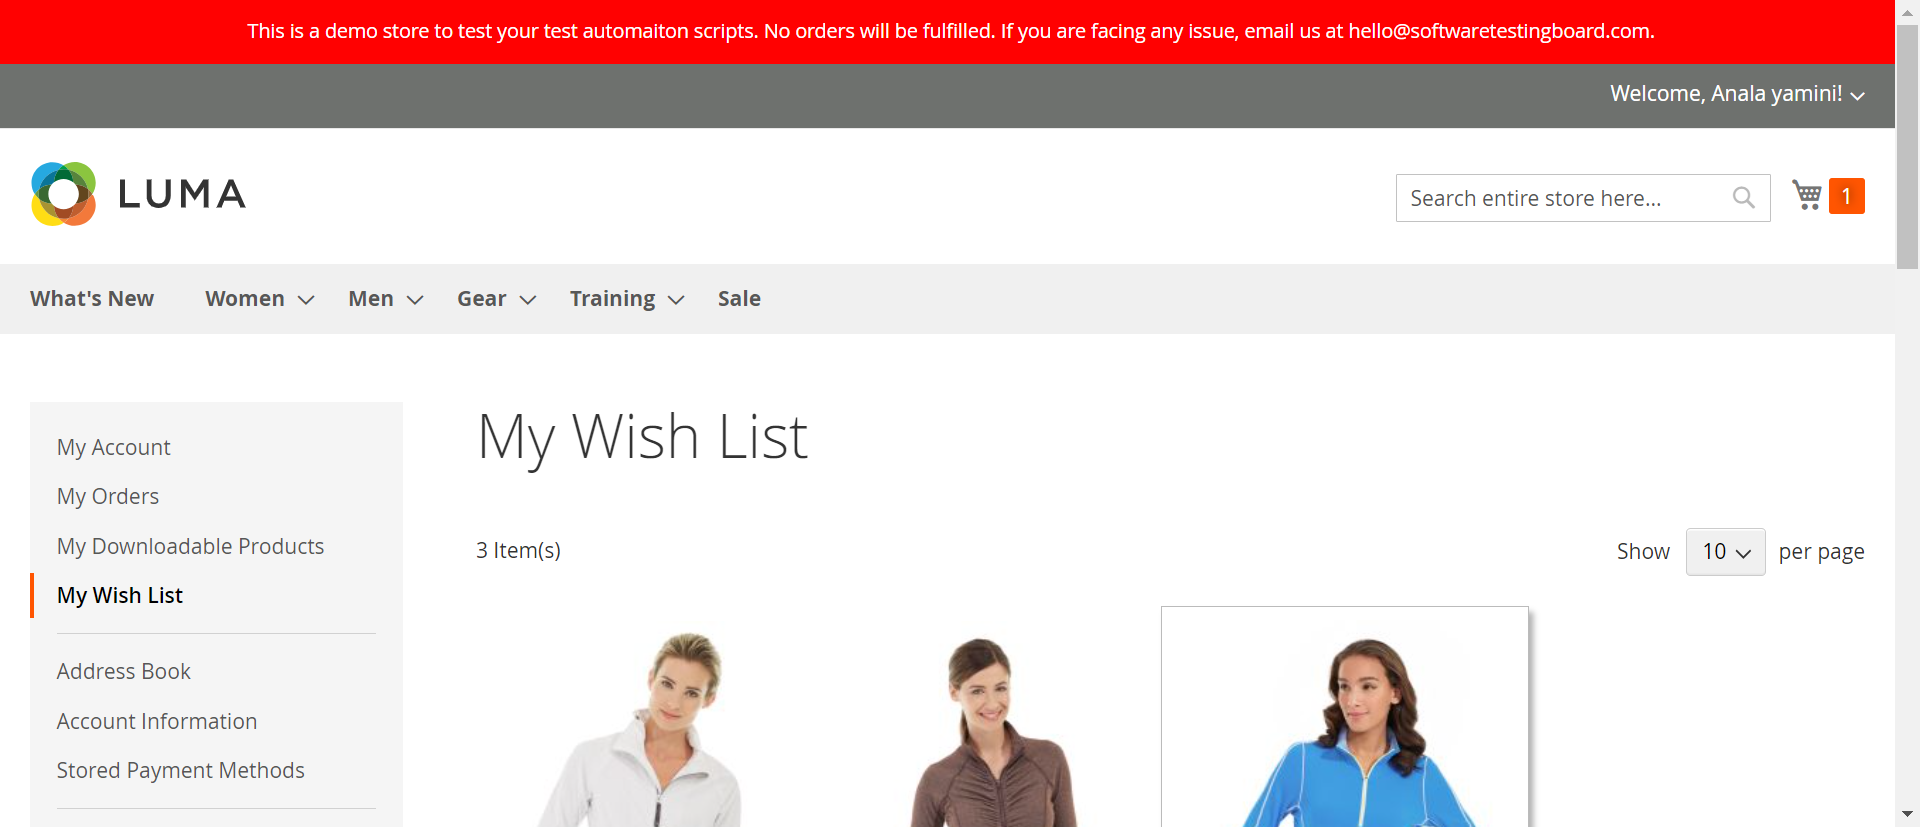 This is a demo store to test your test automaiton scripts. No orders will be fulfilled. If you are facing any issue, email us at hello@softwaretestingboard.com.
Welcome, Anala yamini!
LUMA
Search entire store here...
1
What's New Women Men Gear Training Sale
My Account
My Orders
My Downloadable Products
My Wish List
Address Book
Account Information
Stored Payment Methods
My Wish List
3 Item(s)
Show 10 per page